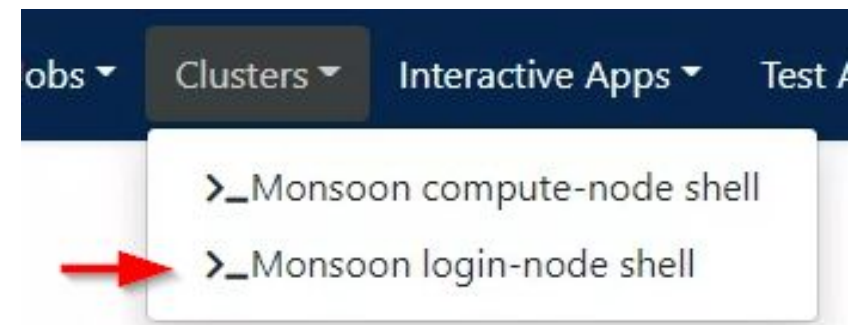 obs Clusters Interactive Apps Test A
>_Monsoon compute-node shell
>_Monsoon login-node shell